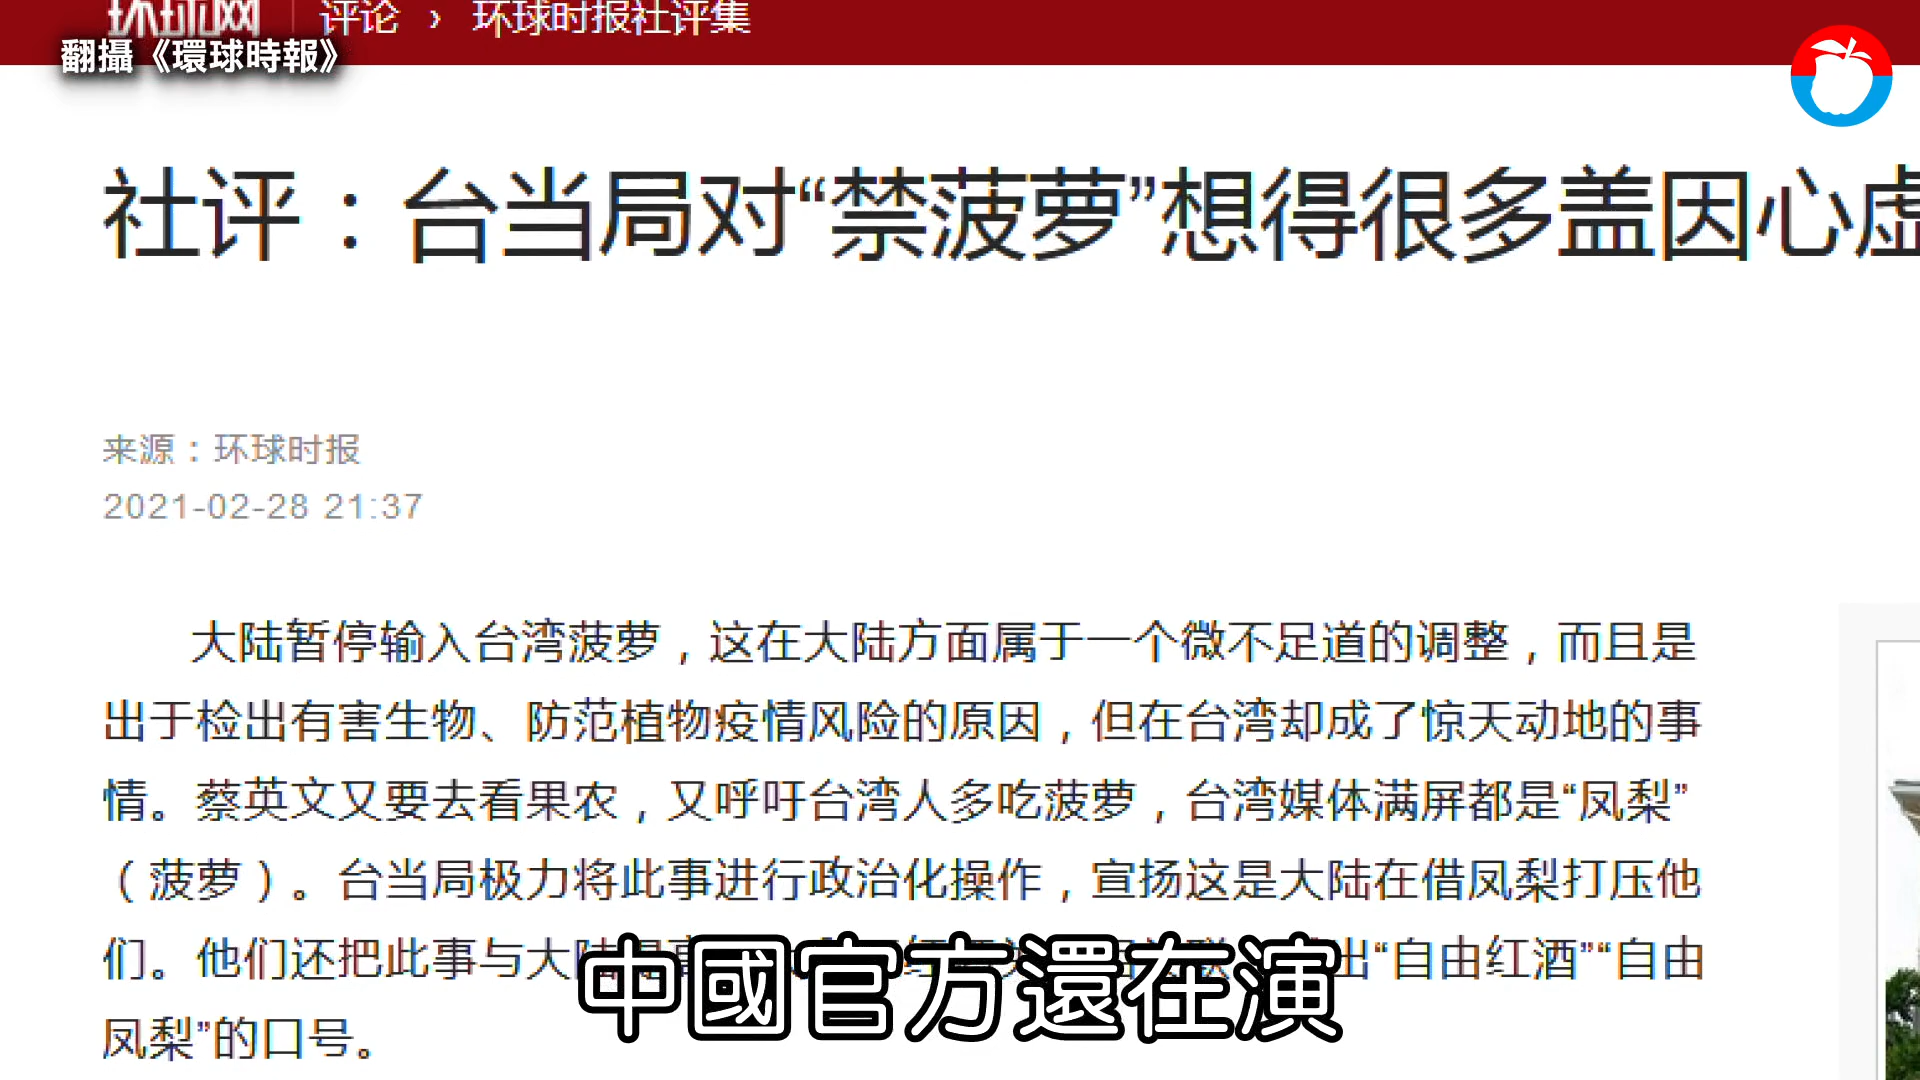 环球网 评论 › 环球时报社评集
翻攝《環球時報》
社评：台当局对“禁菠萝”想得很多盖因心虚
来源：环球时报
2021-02-28 21:37
大陆暂停输入台湾菠萝，这在大陆方面属于一个微不足道的调整，而且是
出于检出有害生物、防范植物疫情风险的原因，但在台湾却成了惊天动地的事
情。蔡英文又要去看果农，又呼吁台湾人多吃菠萝，台湾媒体满屏都是“凤梨”
（菠萝）。台当局极力将此事进行政治化操作，宣扬这是大陆在借凤梨打压他
们。他们还把此事与大陆 出“自由红酒”“自由
凤梨”的口号。
中國官方還在演